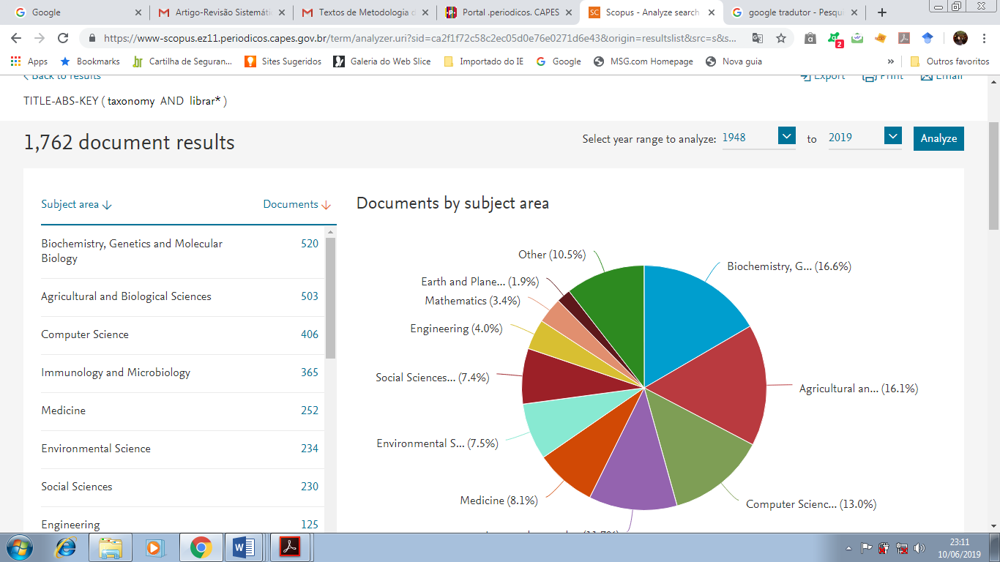 Google
Artigo-Revisão Sistemáti
Textos de Metodologia d
Portal .periodicos. CAPES
SC Scopus - Analyze search
google tradutor - Pesqui
https://www-scopus.ez11.periodicos.capes.gov.br/term/analyzer.uri?sid=ca2f1f72c58c2ec05d0e76e0271d6e43&origin=resultslist&src=s&s...
2
Apps
Bookmarks
Cartilha de Seguran...
Sites Sugeridos
Galeria do Web Slice
Importado do IE
Google
MSG.com Homepage
Nova guia
»
Outros favoritos
Back to results
Export
Print
Email
TITLE-ABS-KEY ( taxonomy AND librar* )
1,762 document results
Select year range to analyze: 1948 to 2019 Analyze
Subject area Documents
Documents by subject area
Biochemistry, Genetics and Molecular
Biology
520
Agricultural and Biological Sciences 503
Computer Science 406
Immunology and Microbiology 365
Medicine 252
Environmental Science 234
Social Sciences 230
Engineering 125
Other (10.5%)
Earth and Plane... (1.9%)
Mathematics (3.4%)
Engineering (4.0%)
Social Sciences... (7.4%)
Environmental S... (7.5%)
Medicine (8.1%)
Biochemistry, G... (16.6%)
Agricultural an... (16.1%)
Computer Scienc... (13.0%)
23:11
10/06/2019